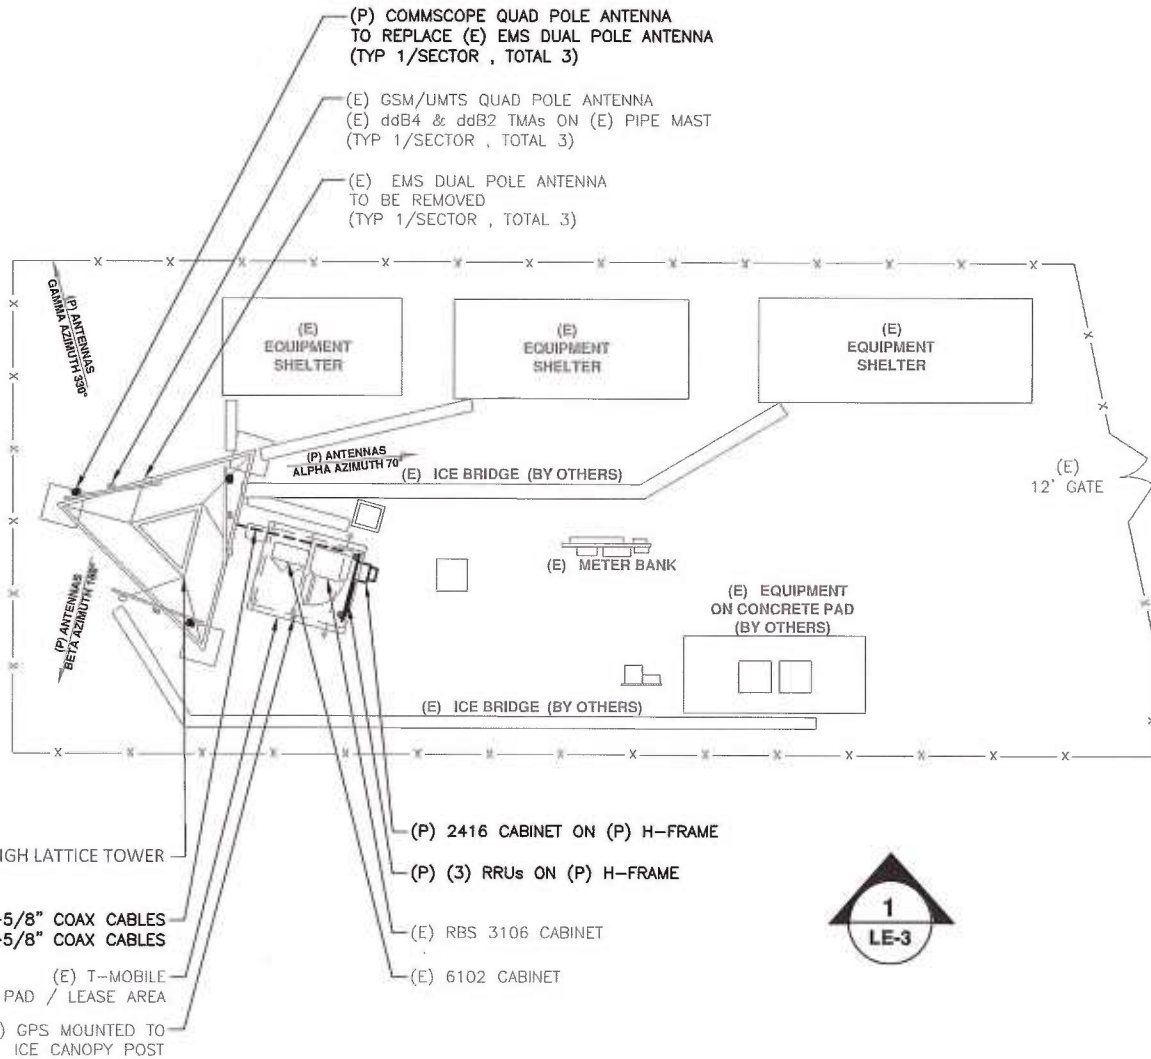 (P) COMMSCOPE QUAD POLE ANTENNA
TO REPLACE (E) EMS DUAL POLE ANTENNA
(TYP 1/SECTOR , TOTAL 3)
(E) GSM/UMTS QUAD POLE ANTENNA
(E) ddB4 & ddB2 TMAs ON (E) PIPE MAST
(TYP 1/SECTOR , TOTAL 3)
(E) EMS DUAL POLE ANTENNA
TO BE REMOVED
(TYP 1/SECTOR , TOTAL 3)
(P) ANTENNAS
GAMMA AZIMUTH 330°
(E)
EQUIPMENT
SHELTER
(E)
EQUIPMENT
SHELTER
(E)
EQUIPMENT
SHELTER
(P) ANTENNAS
ALPHA AZIMUTH 70°
(E) ICE BRIDGE (BY OTHERS)
(E)
12' GATE
(E) METER BANK
(E) EQUIPMENT
ON CONCRETE PAD
(BY OTHERS)
(P) ANTENNAS
BETA AZIMUTH
(E) ICE BRIDGE (BY OTHERS)
(P) 2416 CABINET ON (P) H-FRAME
IGH LATTICE TOWER
(P) (3) RRUs ON (P) H-FRAME
-5/8" COAX CABLES
-5/8" COAX CABLES
(E) RBS 3106 CABINET
(E) T-MOBILE
PAD / LEASE AREA
(E) 6102 CABINET
) GPS MOUNTED TO
ICE CANOPY POST
1
LE-3